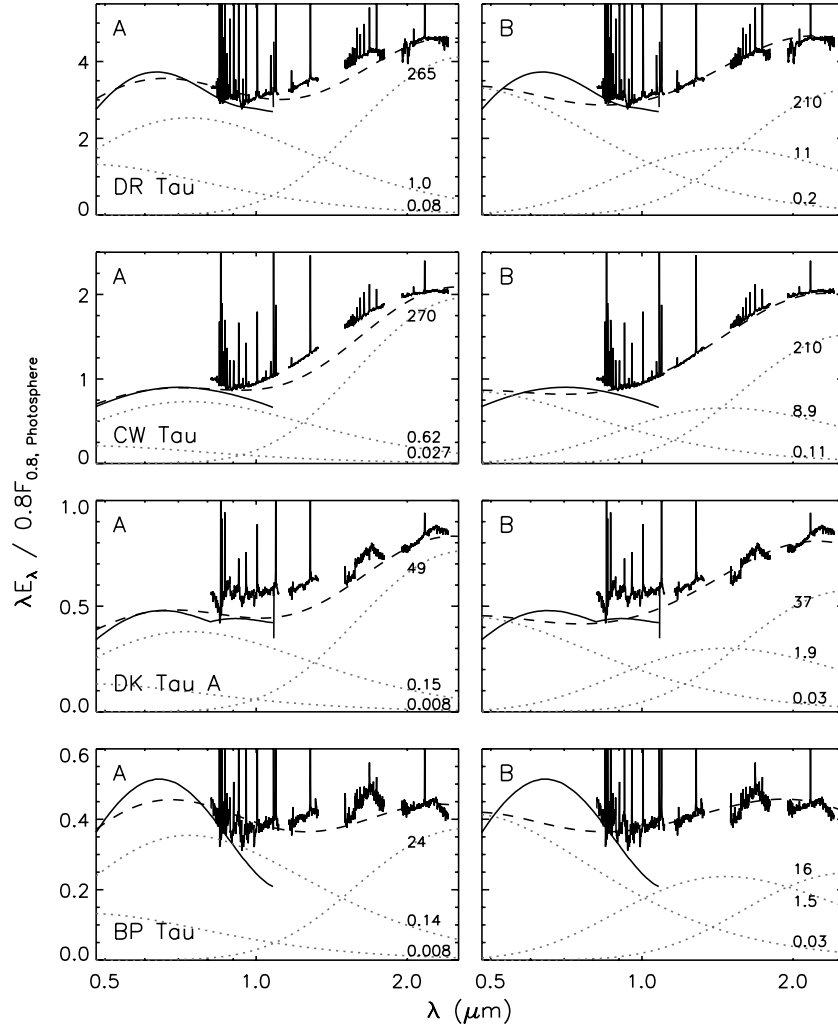 A
B
4
265
210
2
11
1.0
0.08
0.2
0
DR Tau
A
B
2
270
210
1
8.9
0.62
0.027
0.11
0
CW Tau
λE_λ / 0.8F_0.8, Photosphere
1.0
A
B
49
37
0.5
1.9
0.15
0.008
0.03
0.0
DK Tau A
0.6
A
B
0.4
24
16
1.5
0.2
0.14
0.008
0.03
0.0
BP Tau
0.5 1.0 2.0 0.5 1.0 2.0
λ (μm)